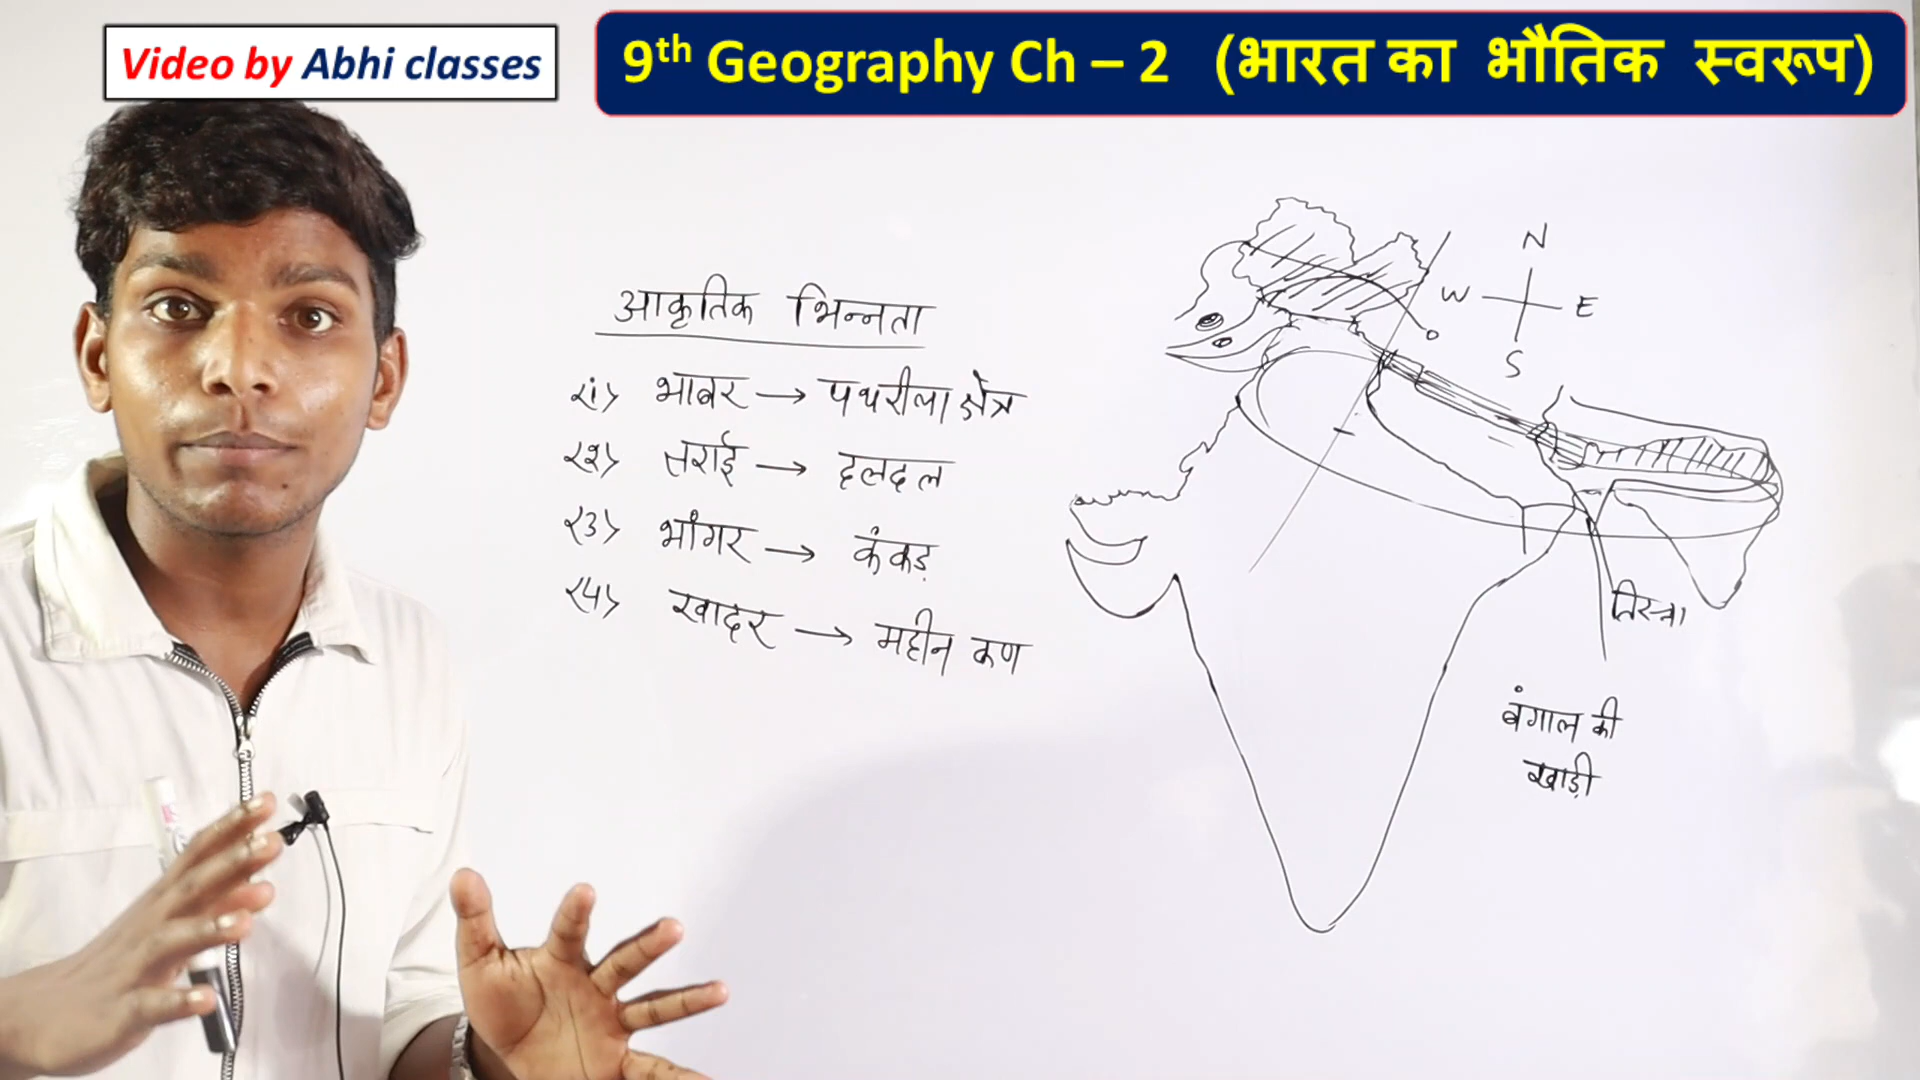 Video by Abhi classes
9th Geography Ch – 2 (भारत का भौतिक स्वरूप)
आकृतिक भिन्नता
(1) भाबर → पथरीला क्षेत्र
(2) तराई → दलदल
(3) भांगर → कंकड़
(4) खादर → महीन कण
N
W E
S
तिस्ता
बंगाल की
खाड़ी